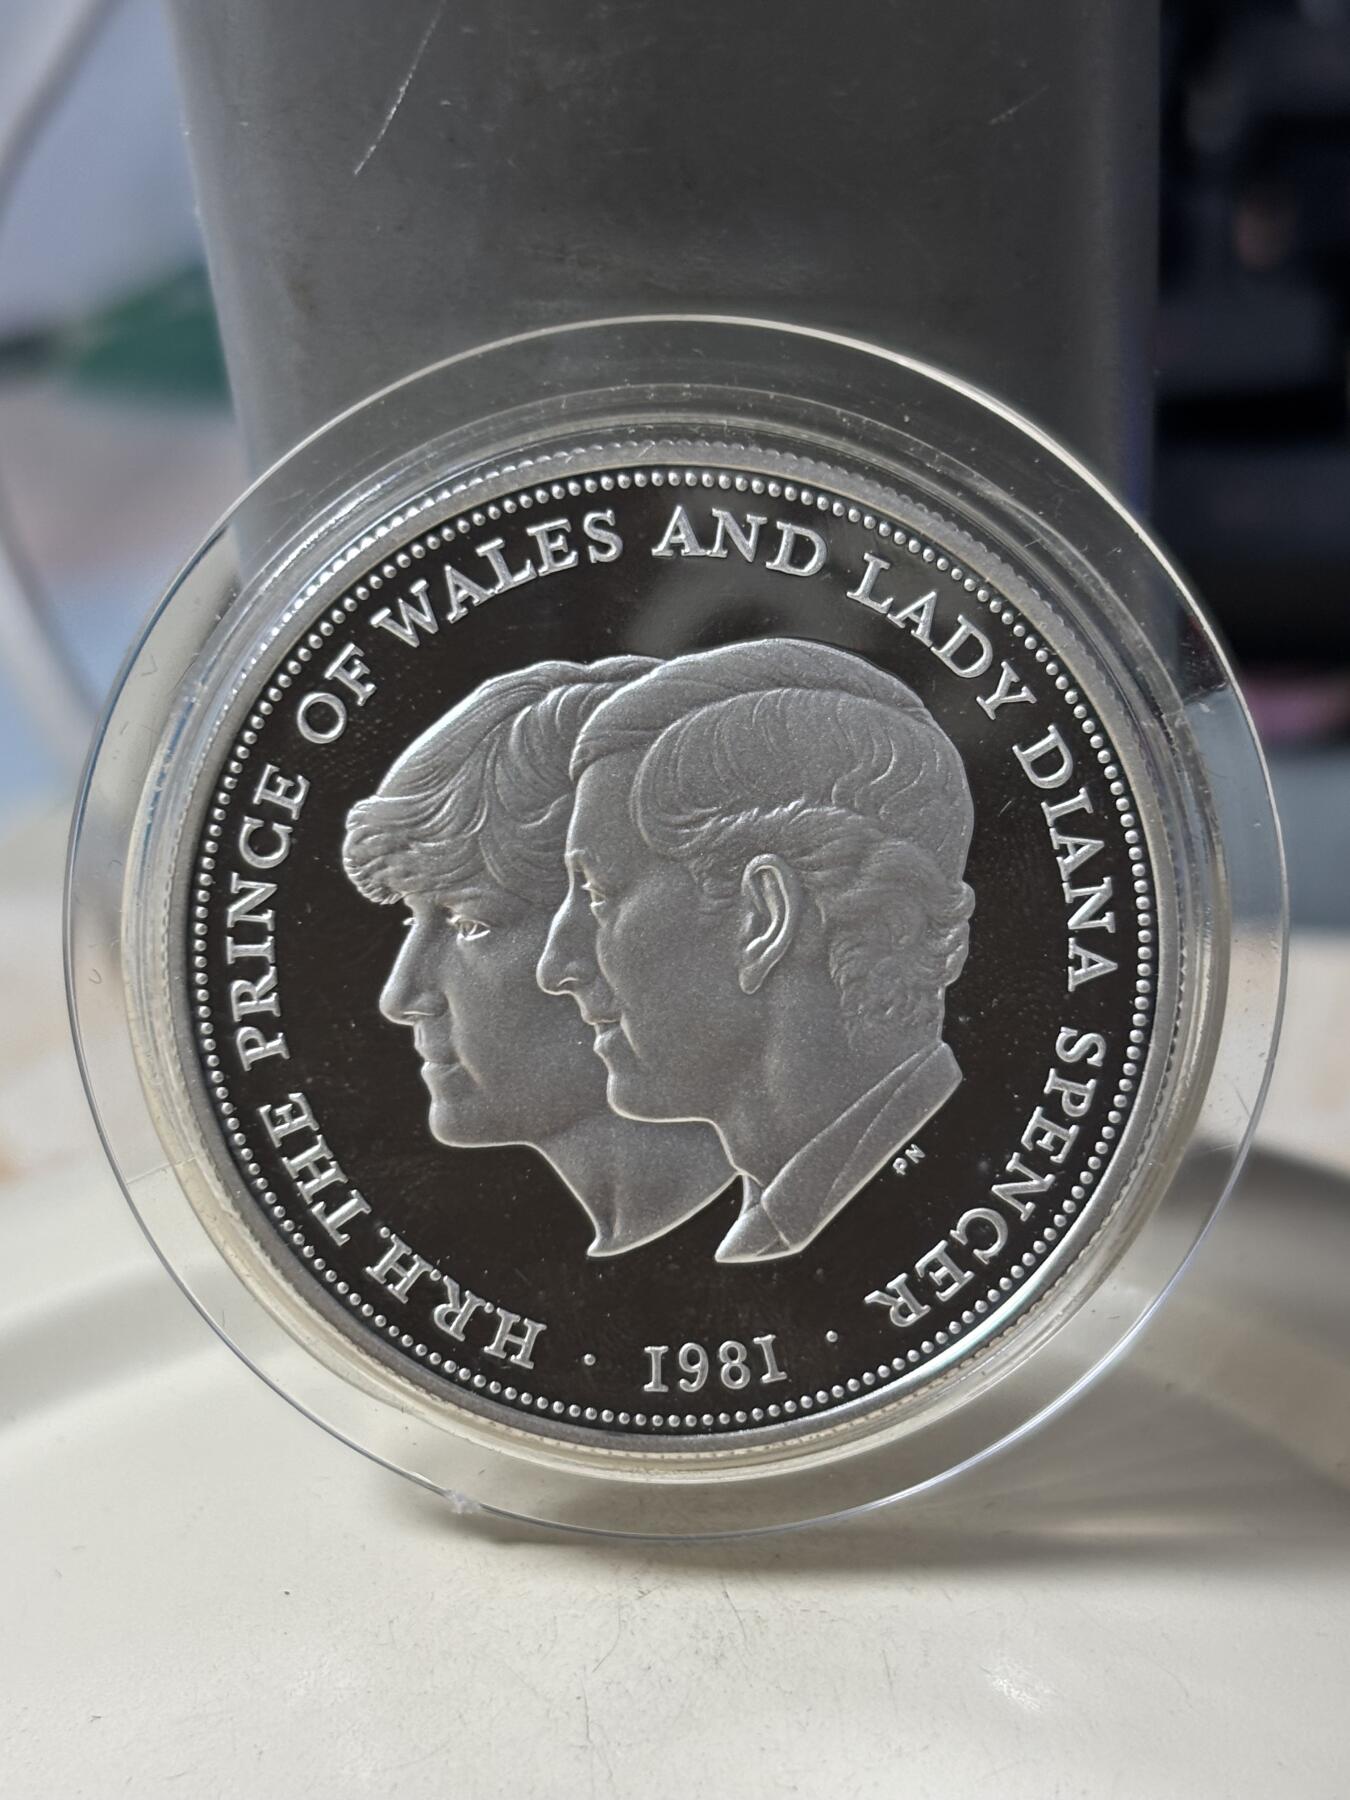 H.R.H. THE PRINCE OF WALES AND LADY DIANA SPENCER
· 1981 ·
PN